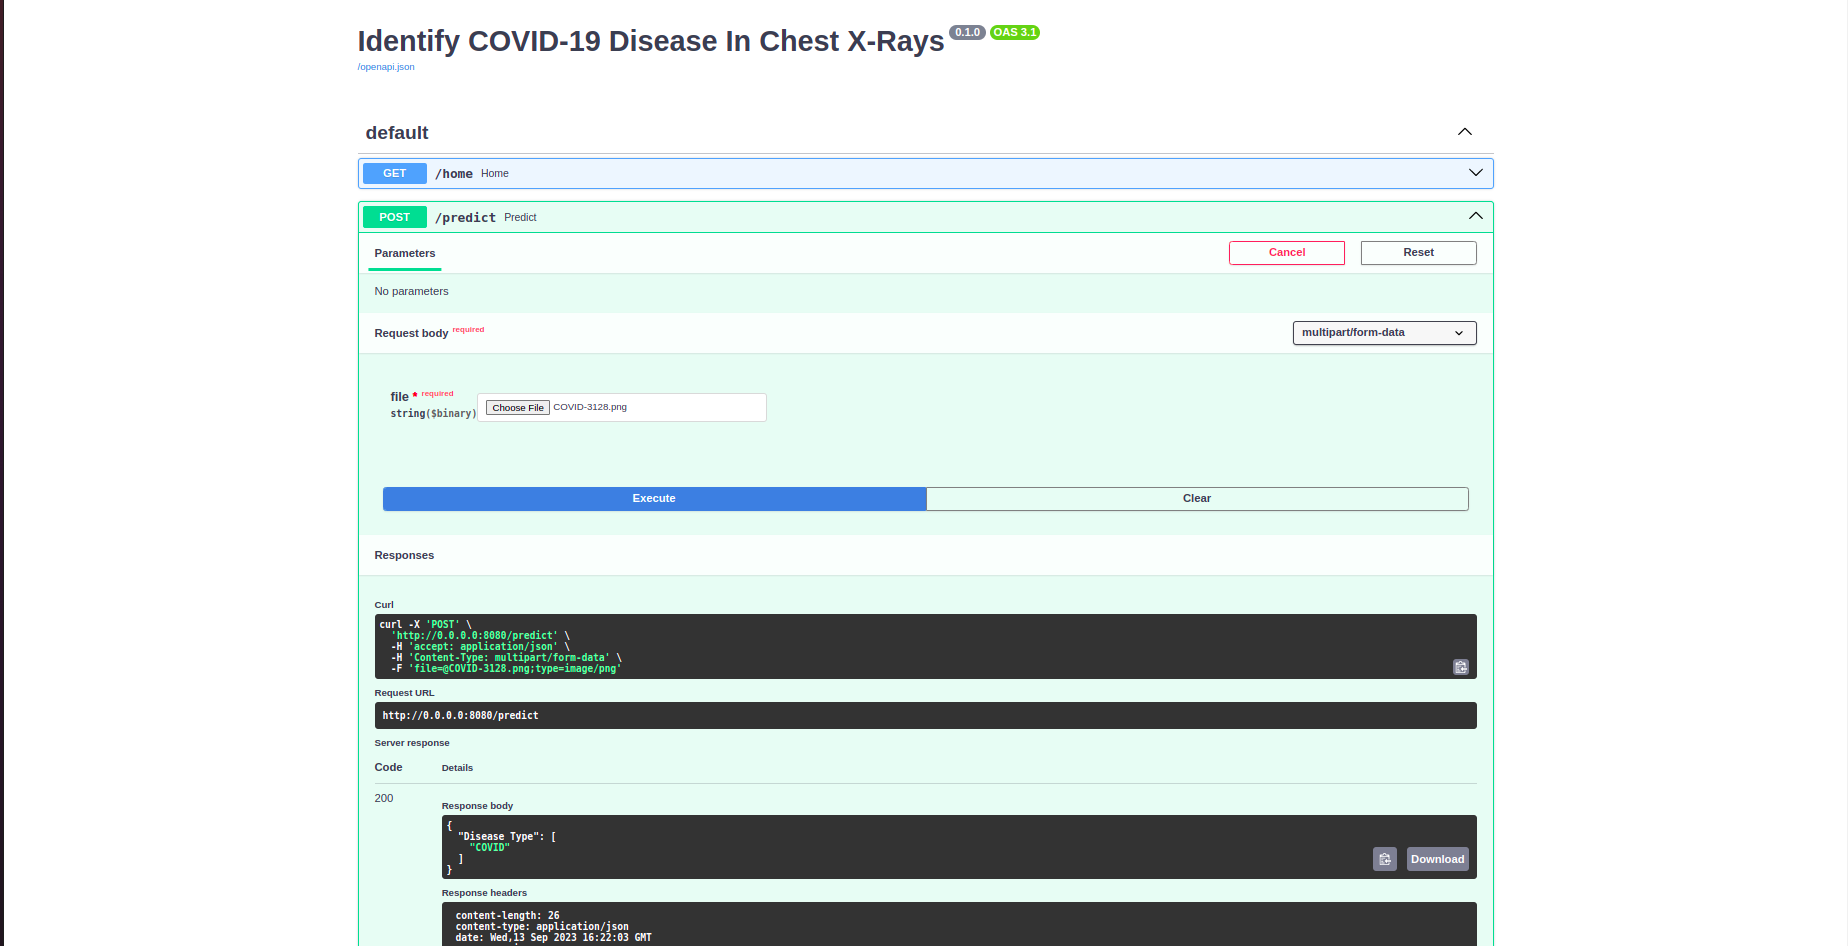 Identify COVID-19 Disease In Chest X-Rays 0.1.0 OAS 3.1
/openapi.json
default
GET /home Home
POST /predict Predict
Parameters Cancel Reset
No parameters
Request body required multipart/form-data
file * required
string($binary) Choose File COVID-3128.png
Execute Clear
Responses
Curl
curl -X 'POST' \
'http://0.0.0.0:8080/predict' \
-H 'accept: application/json' \
-H 'Content-Type: multipart/form-data' \
-F 'file=@COVID-3128.png;type=image/png'
Request URL
http://0.0.0.0:8080/predict
Server response
Code Details
200
Response body
{
"Disease Type": [
"COVID"
]
}
Download
Response headers
content-length: 26
content-type: application/json
date: Wed,13 Sep 2023 16:22:03 GMT